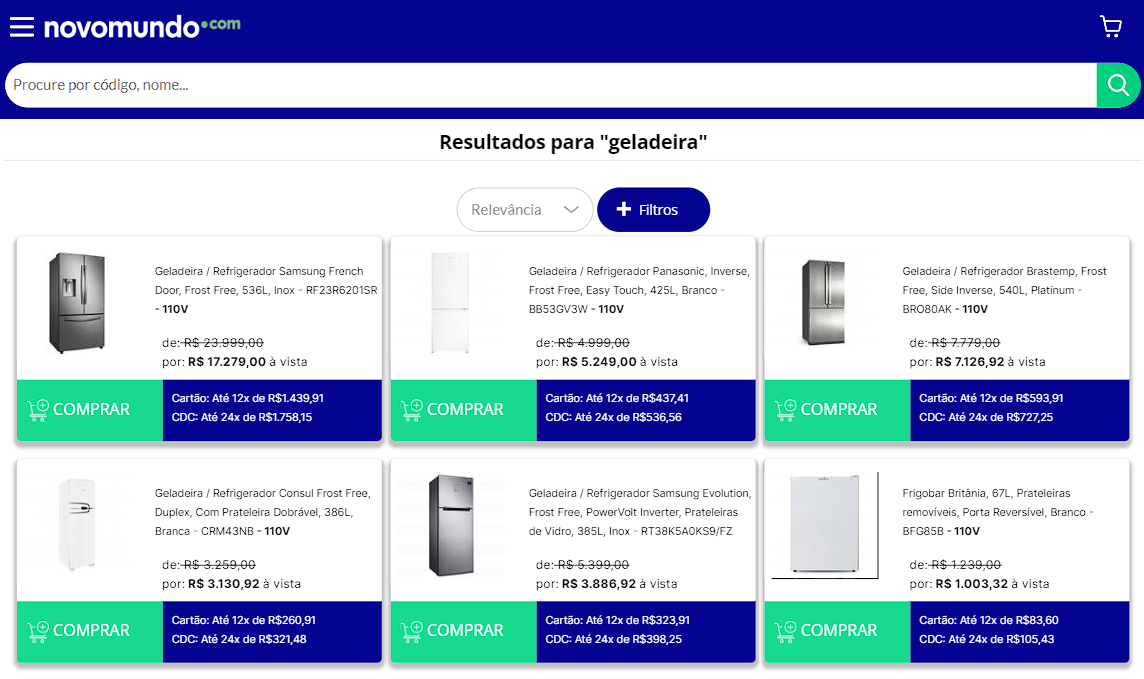 novomundo.com
Procure por código, nome...
Resultados para "geladeira"
Relevância
+ Filtros
Geladeira / Refrigerador Samsung French
Door, Frost Free, 536L, Inox - RF23R6201SR
- 110V
de: R$ 23.999,00
por: R$ 17.279,00 à vista
COMPRAR
Cartão: Até 12x de R$1.439,91
CDC: Até 24x de R$1.758,15
Geladeira / Refrigerador Panasonic, Inverse,
Frost Free, Easy Touch, 425L, Branco -
BB53GV3W - 110V
de: R$ 4.999,00
por: R$ 5.249,00 à vista
COMPRAR
Cartão: Até 12x de R$437,41
CDC: Até 24x de R$536,56
Geladeira / Refrigerador Brastemp, Frost
Free, Side Inverse, 540L, Platinum -
BRO80AK - 110V
de: R$ 7.779,00
por: R$ 7.126,92 à vista
COMPRAR
Cartão: Até 12x de R$593,91
CDC: Até 24x de R$727,25
Geladeira / Refrigerador Consul Frost Free,
Duplex, Com Prateleira Dobrável, 386L,
Branca - CRM43NB - 110V
de: R$ 3.259,00
por: R$ 3.130,92 à vista
COMPRAR
Cartão: Até 12x de R$260,91
CDC: Até 24x de R$321,48
Geladeira / Refrigerador Samsung Evolution,
Frost Free, PowerVolt Inverter, Prateleiras
de Vidro, 385L, Inox - RT38K5A0KS9/FZ
de: R$ 5.399,00
por: R$ 3.886,92 à vista
COMPRAR
Cartão: Até 12x de R$323,91
CDC: Até 24x de R$398,25
Frigobar Britânia, 67L, Prateleiras
removíveis, Porta Reversível, Branco -
BFG85B - 110V
de: R$ 1.239,00
por: R$ 1.003,32 à vista
COMPRAR
Cartão: Até 12x de R$83,60
CDC: Até 24x de R$105,43